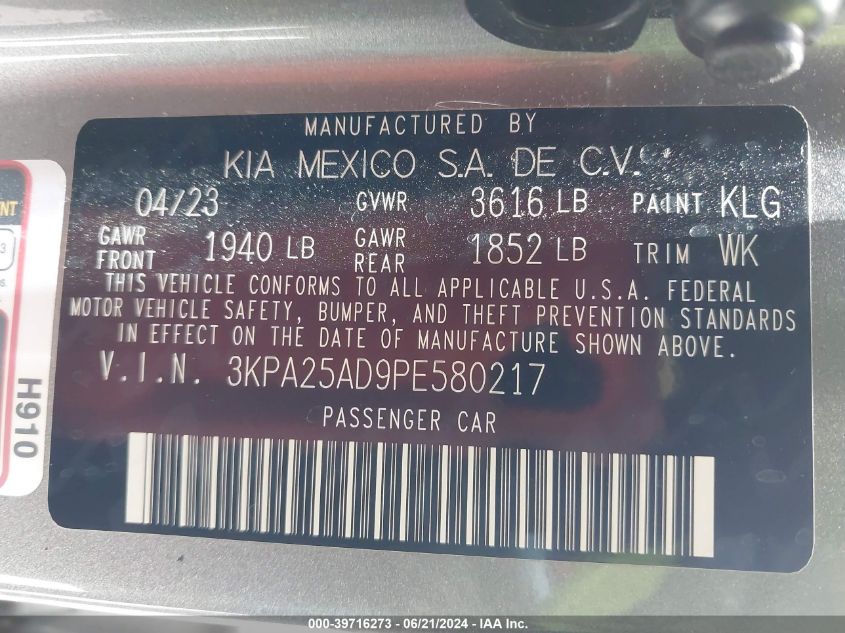 MANUFACTURED BY
KIA MEXICO S.A. DE C.V.
04/23 GVWR 3616 LB PAINT KLG
GAWR FRONT 1940 LB GAWR REAR 1852 LB TRIM WK
THIS VEHICLE CONFORMS TO ALL APPLICABLE U.S.A. FEDERAL
MOTOR VEHICLE SAFETY, BUMPER, AND THEFT PREVENTION STANDARDS
IN EFFECT ON THE DATE OF MANUFACTURE SHOWN ABOVE.
V.I.N. 3KPA25AD9PE580217
PASSENGER CAR
H910
000-39716273 - 06/21/2024 - IAA Inc.